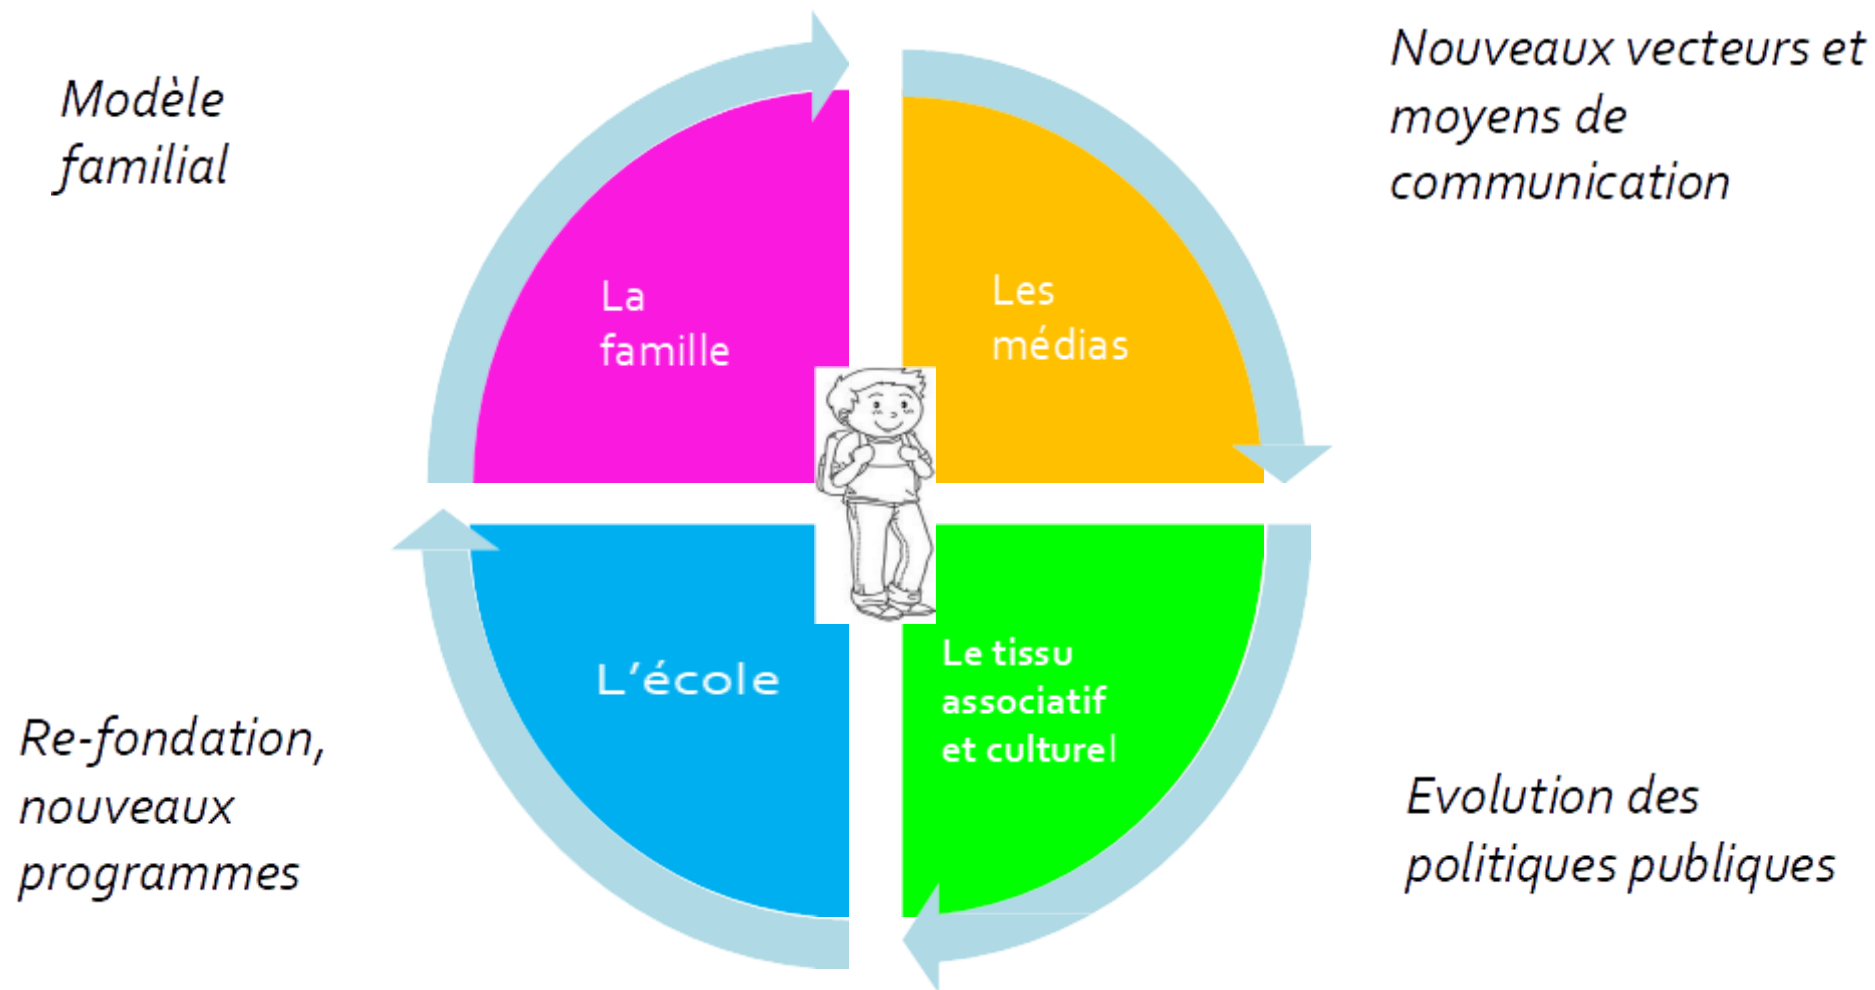 Modèle
familial
Nouveaux vecteurs et
moyens de
communication
La
famille
Les
médias
L'école
Le tissu
associatif
et culturel
Re-fondation,
nouveaux
programmes
Evolution des
politiques publiques